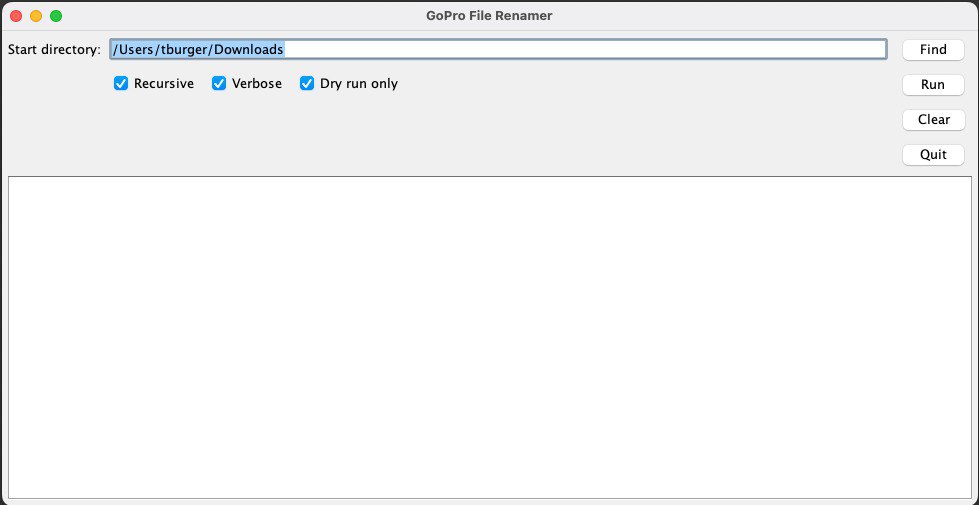 GoPro File Renamer
Start directory: /Users/tburger/Downloads Find
Recursive Verbose Dry run only Run
Clear
Quit